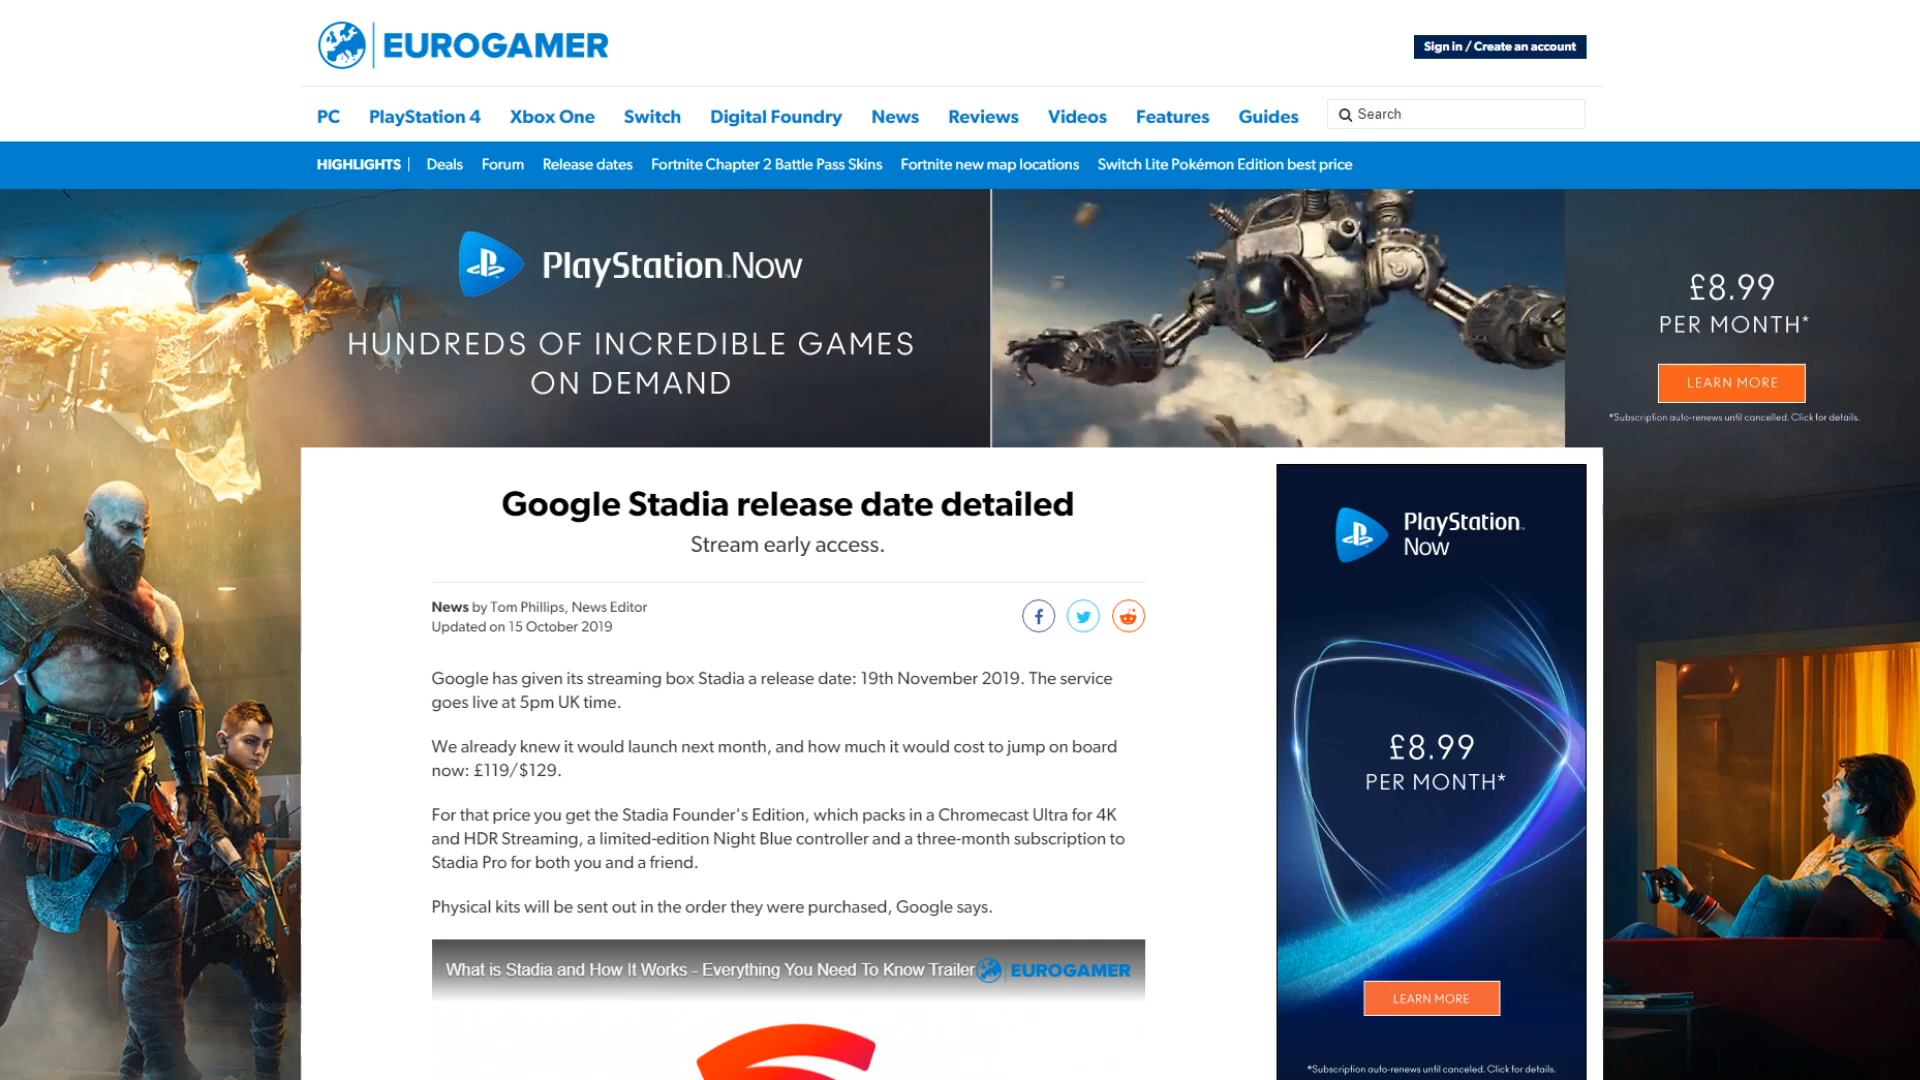 EUROGAMER
Sign in / Create an account
PC PlayStation 4 Xbox One Switch Digital Foundry News Reviews Videos Features Guides Search
HIGHLIGHTS | Deals Forum Release dates Fortnite Chapter 2 Battle Pass Skins Fortnite new map locations Switch Lite Pokémon Edition best price
PlayStation™Now
HUNDREDS OF INCREDIBLE GAMES
ON DEMAND
£8.99
PER MONTH*
LEARN MORE
*Subscription auto-renews until cancelled. Click for details.
Google Stadia release date detailed
Stream early access.
News by Tom Phillips, News Editor
Updated on 15 October 2019
Google has given its streaming box Stadia a release date: 19th November 2019. The service
goes live at 5pm UK time.
We already knew it would launch next month, and how much it would cost to jump on board
now: £119/$129.
For that price you get the Stadia Founder's Edition, which packs in a Chromecast Ultra for 4K
and HDR Streaming, a limited-edition Night Blue controller and a three-month subscription to
Stadia Pro for both you and a friend.
Physical kits will be sent out in the order they were purchased, Google says.
What is Stadia and How It Works - Everything You Need To Know Trailer
EUROGAMER
PlayStation™
Now
£8.99
PER MONTH*
LEARN MORE
*Subscription auto-renews until canceled. Click for details.